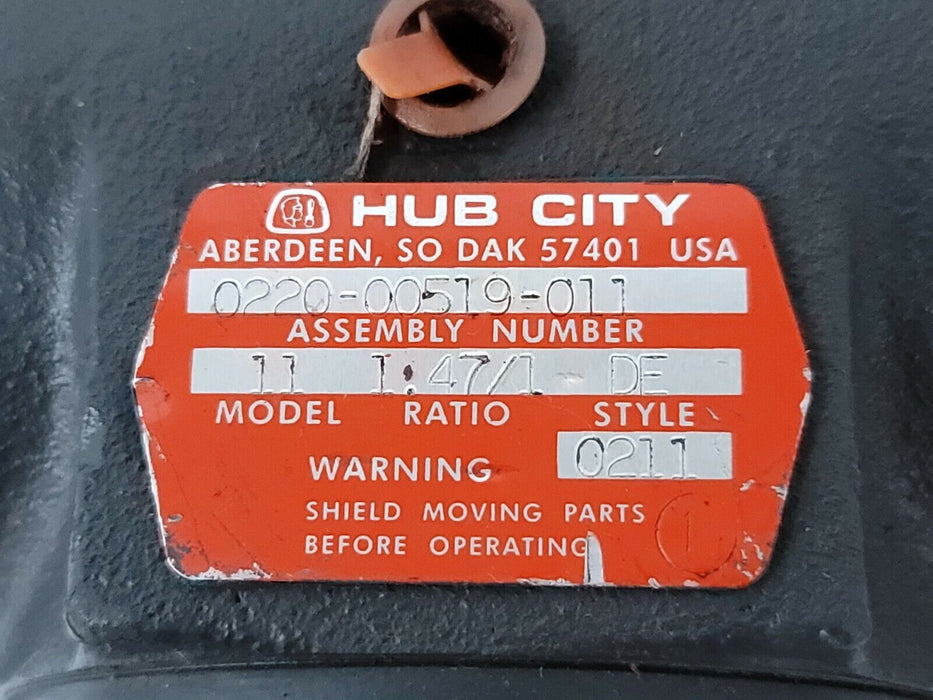 HUB CITY
ABERDEEN, SO DAK 57401 USA
0220-00519-011
ASSEMBLY NUMBER
11 1.47/1 DE
MODEL RATIO STYLE
WARNING 0211
SHIELD MOVING PARTS
BEFORE OPERATING 1